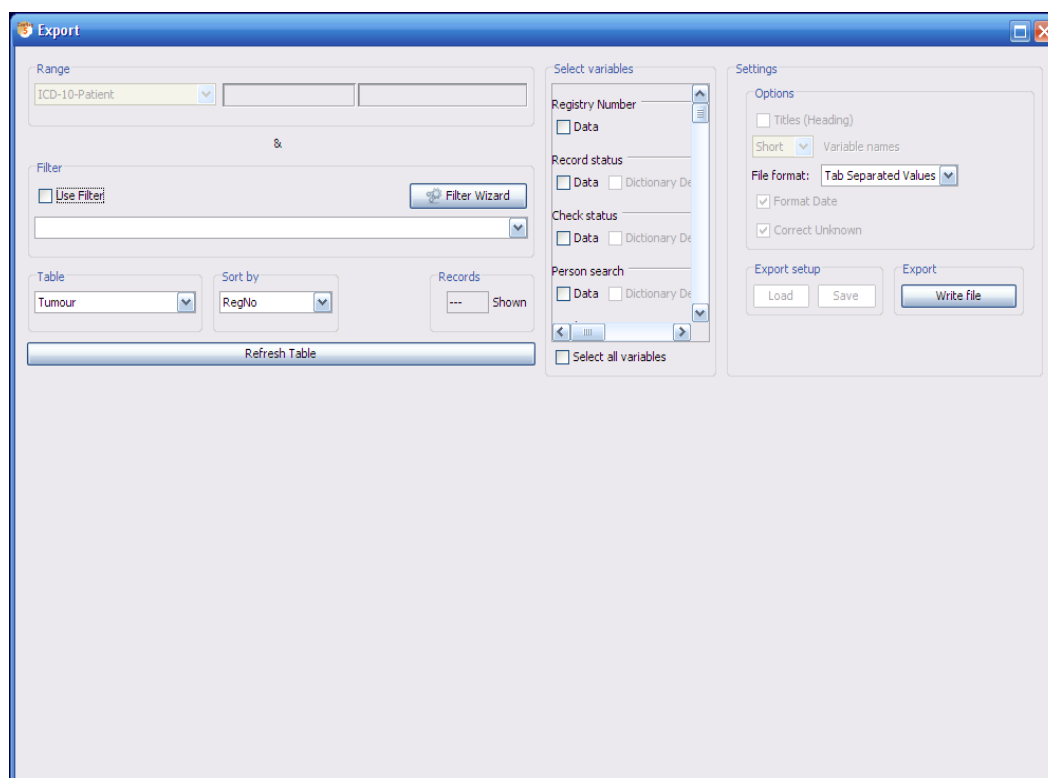 Export
Range
ICD-10-Patient
&
Filter
Use Filter
Filter Wizard
Table
Tumour
Sort by
RegNo
Records
--- Shown
Refresh Table
Select variables
Registry Number
Data
Record status
Data Dictionary De
Check status
Data Dictionary De
Person search
Data Dictionary De
Select all variables
Settings
Options
Titles (Heading)
Short Variable names
File format: Tab Separated Values
Format Date
Correct Unknown
Export setup
Load Save
Export
Write file